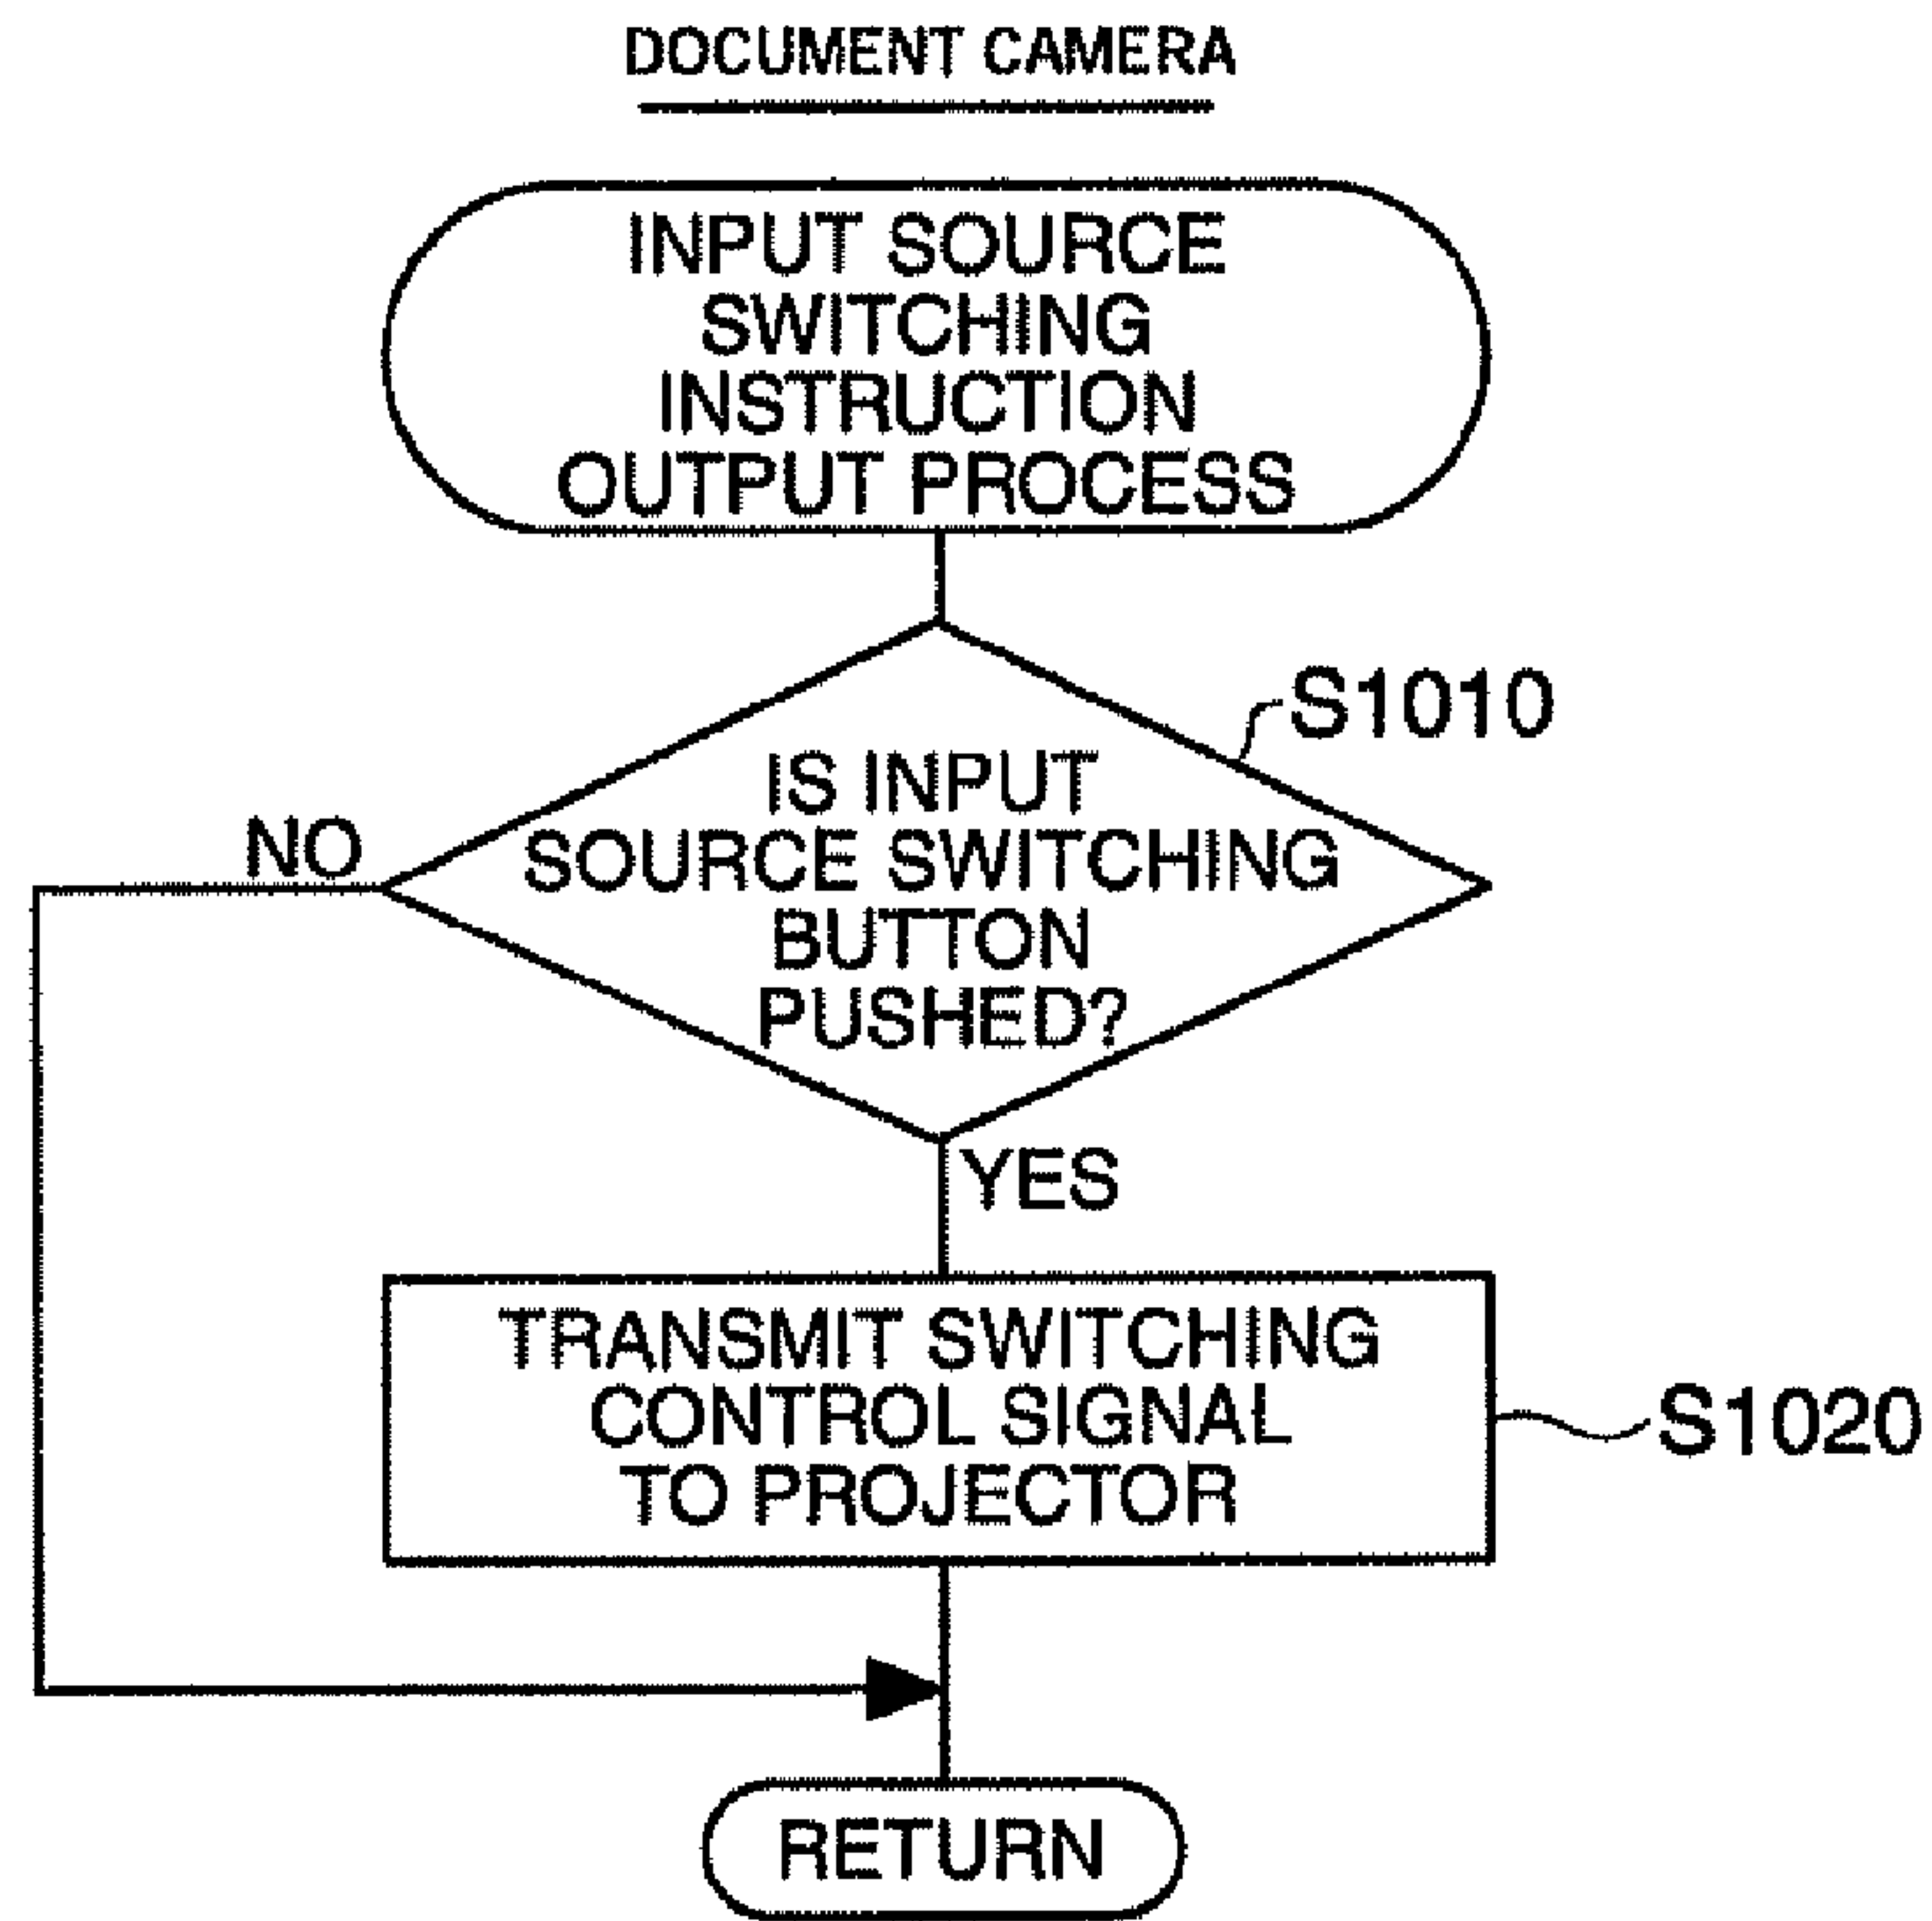 DOCUMENT CAMERA
INPUT SOURCE
SWITCHING
INSTRUCTION
OUTPUT PROCESS
S1010
IS INPUT
SOURCE SWITCHING
BUTTON
PUSHED?
NO
YES
TRANSMIT SWITCHING
CONTROL SIGNAL
TO PROJECTOR
S1020
RETURN